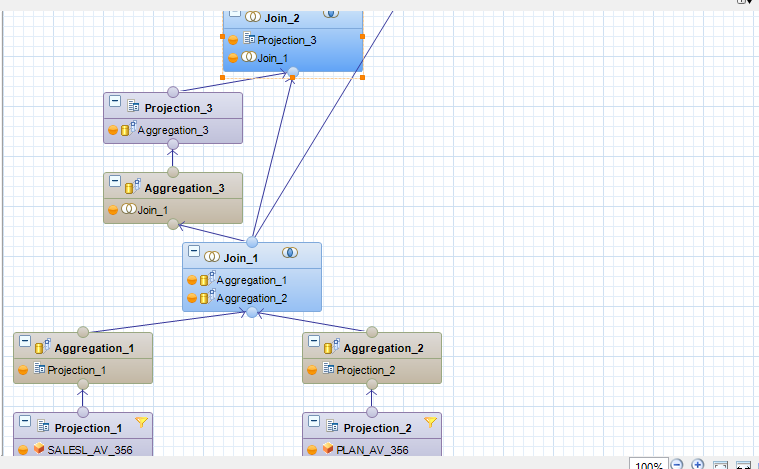 Join_2
Projection_3
Join_1
Projection_3
Aggregation_3
Aggregation_3
Join_1
Join_1
Aggregation_1
Aggregation_2
Aggregation_1
Projection_1
Aggregation_2
Projection_2
Projection_1
SALESL_AV_356
Projection_2
PLAN_AV_356
100%